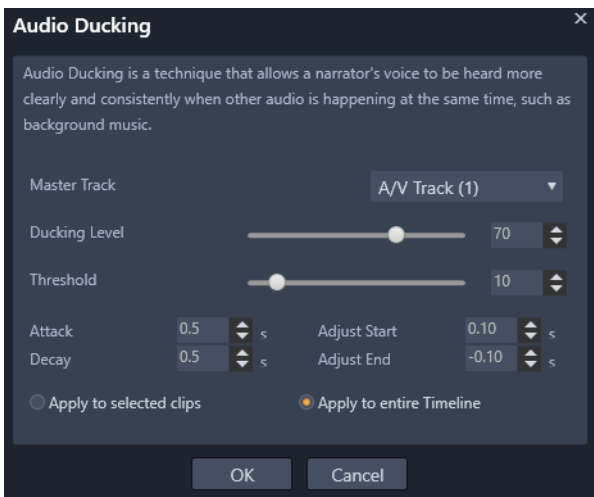 Audio Ducking
Audio Ducking is a technique that allows a narrator's voice to be heard more
clearly and consistently when other audio is happening at the same time, such as
background music.
Master Track A/V Track (1)
Ducking Level 70
Threshold 10
Attack 0.5 s Adjust Start 0.10 s
Decay 0.5 s Adjust End -0.10 s
Apply to selected clips Apply to entire Timeline
OK Cancel